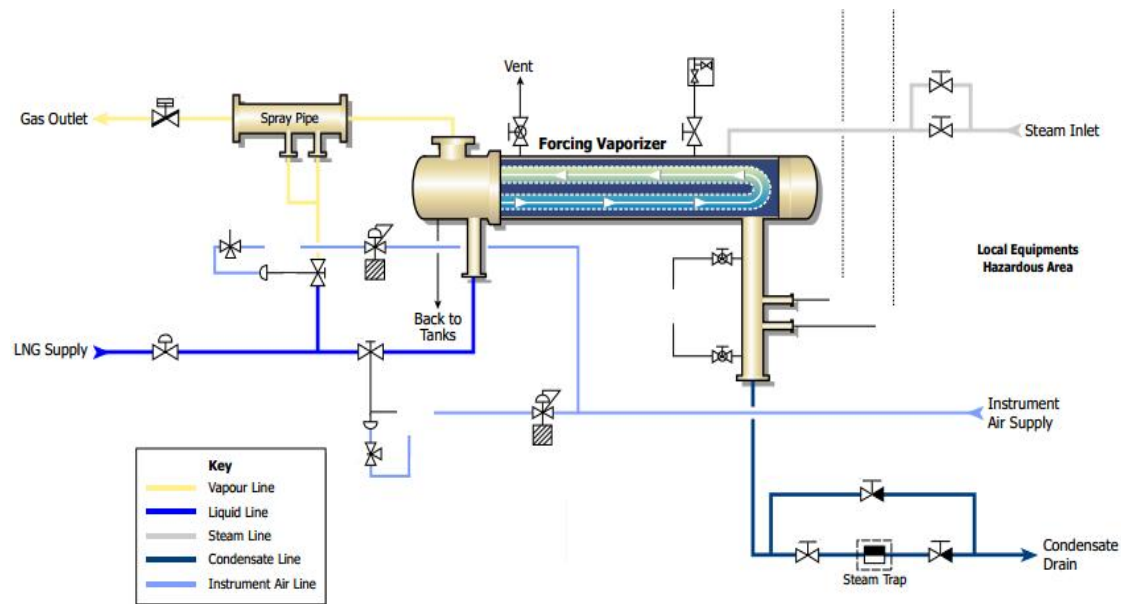 Vent
Gas Outlet
Spray Pipe
Forcing Vaporizer
Steam Inlet
Local Equipments
Hazardous Area
Back to
Tanks
LNG Supply
Instrument
Air Supply
Key
Vapour Line
Liquid Line
Steam Line
Condensate Line
Instrument Air Line
Steam Trap
Condensate
Drain